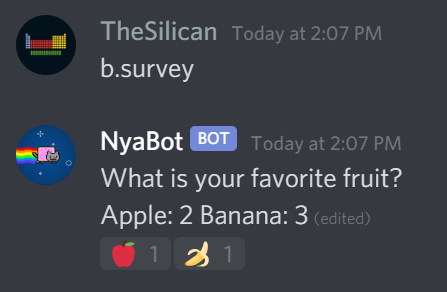 TheSilican Today at 2:07 PM
b.survey
NyaBot BOT Today at 2:07 PM
What is your favorite fruit?
Apple: 2 Banana: 3 (edited)
1 1